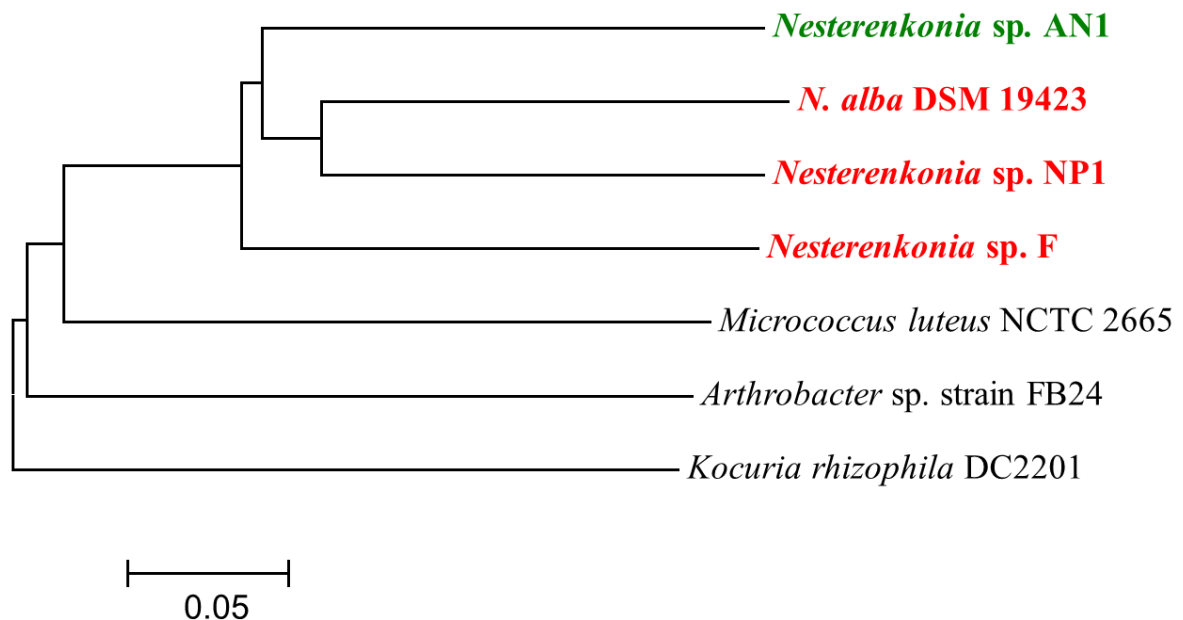 Nesterenkonia sp. AN1
N. alba DSM 19423
Nesterenkonia sp. NP1
Nesterenkonia sp. F
Micrococcus luteus NCTC 2665
Arthrobacter sp. strain FB24
Kocuria rhizophila DC2201
0.05